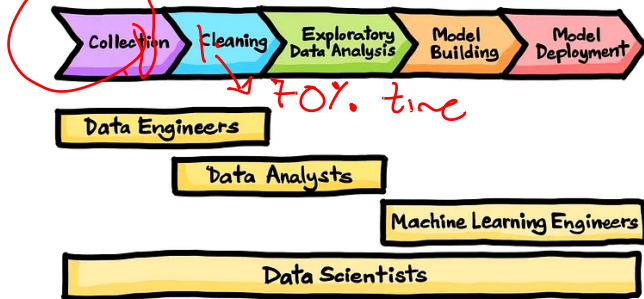 Collection
Cleaning
Exploratory
Data Analysis
Model
Building
Model
Deployment
70%. time
Data Engineers
Data Analysts
Machine Learning Engineers
Data Scientists